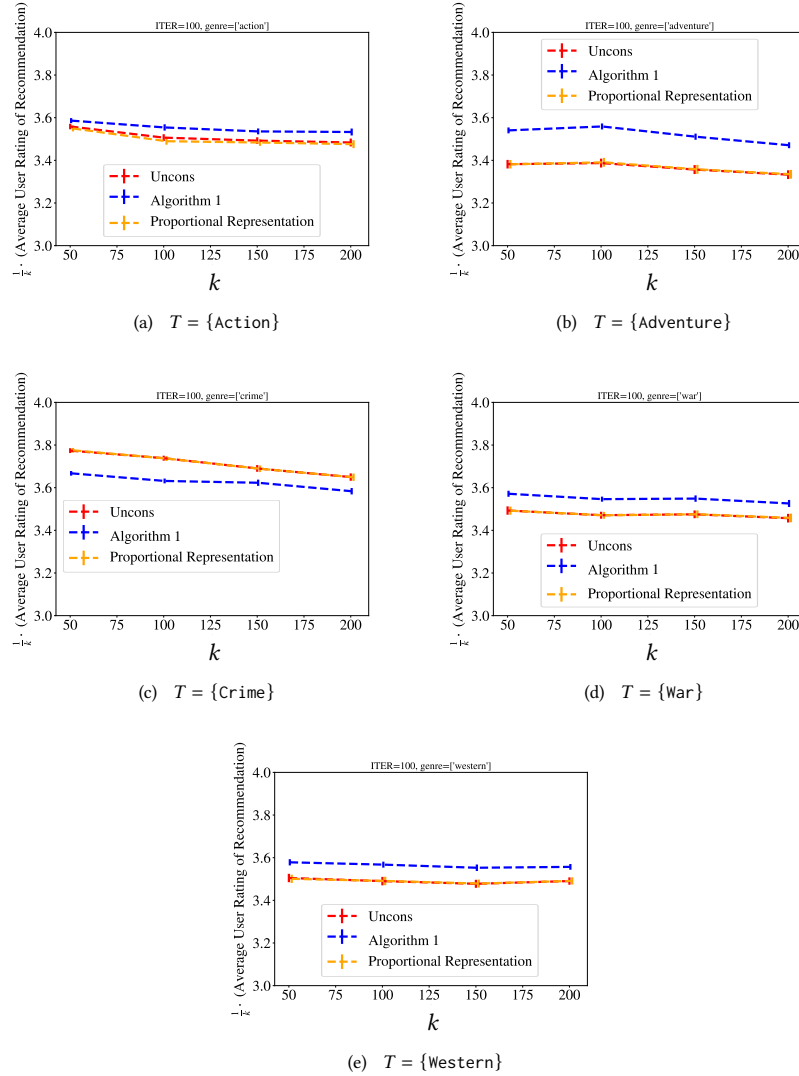 ITER=100, genre=['action']
1/k · (Average User Rating of Recommendation)
4.0
3.8
3.6
3.4
3.2
3.0
Uncons
Algorithm 1
Proportional Representation
50 75 100 125 150 175 200
k
(a) T = {Action}
ITER=100, genre=['adventure']
1/k · (Average User Rating of Recommendation)
4.0
3.8
3.6
3.4
3.2
3.0
Uncons
Algorithm 1
Proportional Representation
50 75 100 125 150 175 200
k
(b) T = {Adventure}
ITER=100, genre=['crime']
1/k · (Average User Rating of Recommendation)
4.0
3.8
3.6
3.4
3.2
3.0
Uncons
Algorithm 1
Proportional Representation
50 75 100 125 150 175 200
k
(c) T = {Crime}
ITER=100, genre=['war']
1/k · (Average User Rating of Recommendation)
4.0
3.8
3.6
3.4
3.2
3.0
Uncons
Algorithm 1
Proportional Representation
50 75 100 125 150 175 200
k
(d) T = {War}
ITER=100, genre=['western']
1/k · (Average User Rating of Recommendation)
4.0
3.8
3.6
3.4
3.2
3.0
Uncons
Algorithm 1
Proportional Representation
50 75 100 125 150 175 200
k
(e) T = {Western}